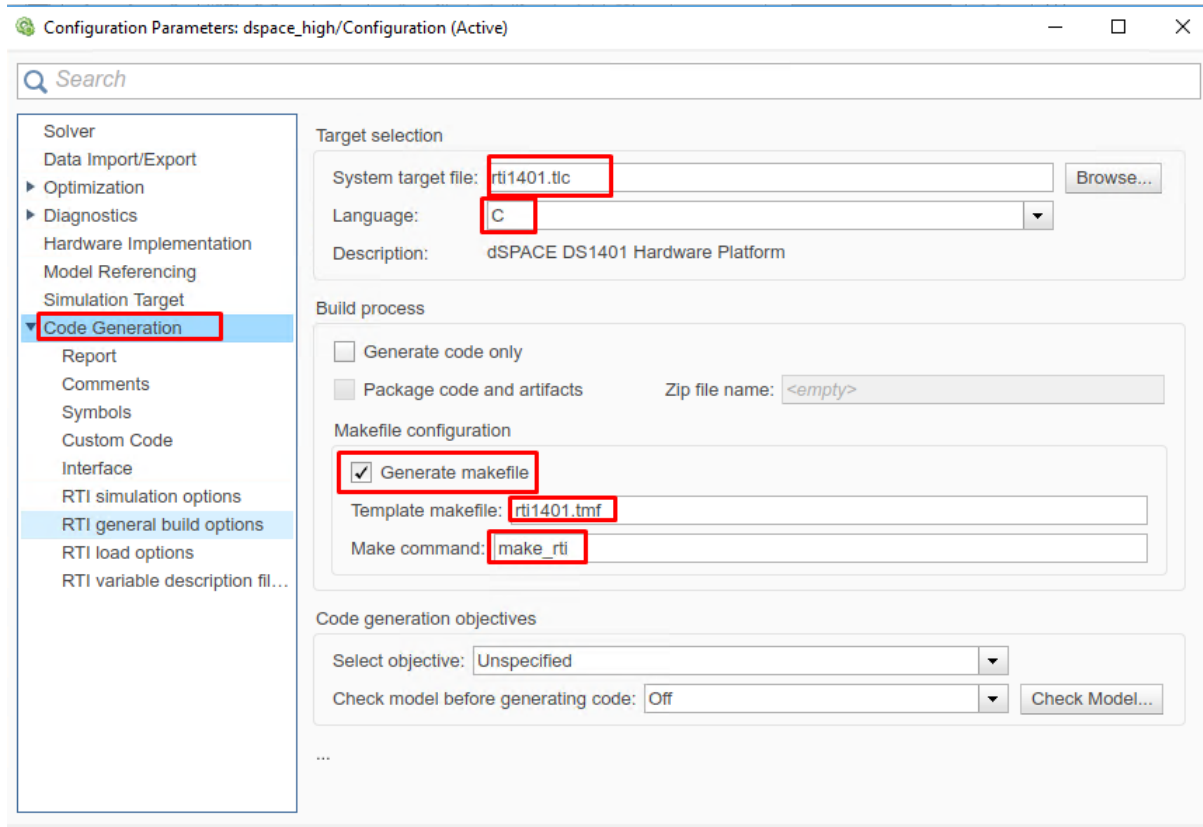 Configuration Parameters: dspace_high/Configuration (Active)
Search
Solver
Data Import/Export
Optimization
Diagnostics
Hardware Implementation
Model Referencing
Simulation Target
Code Generation
Report
Comments
Symbols
Custom Code
Interface
RTI simulation options
RTI general build options
RTI load options
RTI variable description fil...
Target selection
System target file: rti1401.tlc Browse...
Language: C
Description: dSPACE DS1401 Hardware Platform
Build process
Generate code only
Package code and artifacts Zip file name: <empty>
Makefile configuration
Generate makefile
Template makefile: rti1401.tmf
Make command: make_rti
Code generation objectives
Select objective: Unspecified
Check model before generating code: Off Check Model...
...